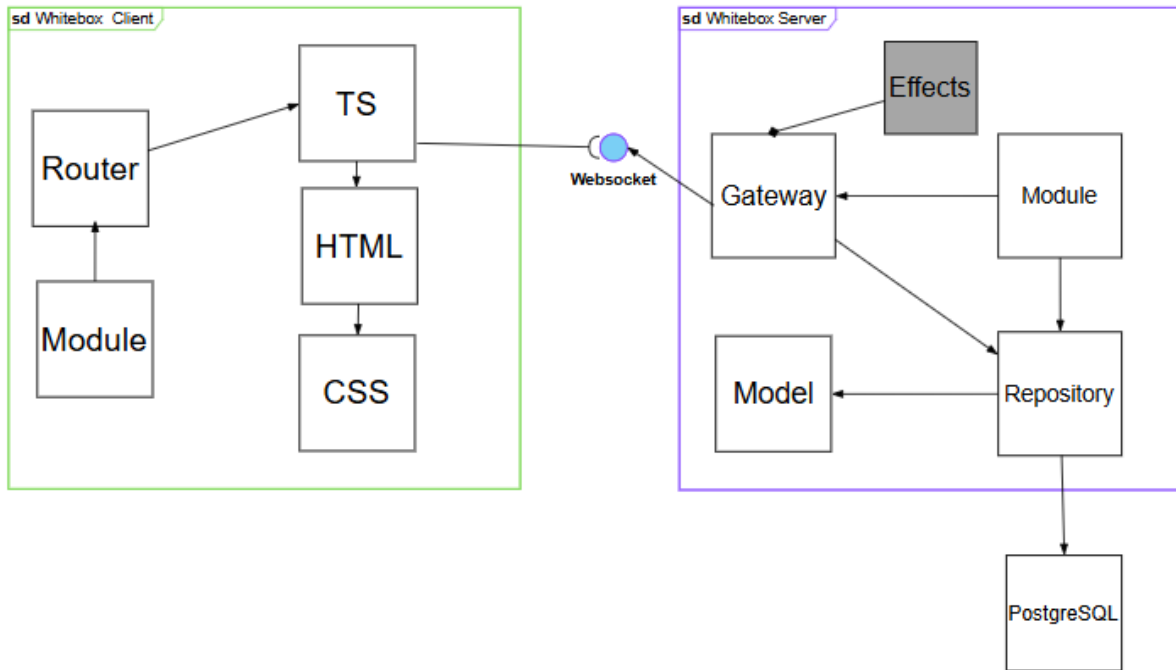 sd Whitebox Client
TS
Router
HTML
Module
CSS
Websocket
sd Whitebox Server
Effects
Gateway
Module
Model
Repository
PostgreSQL